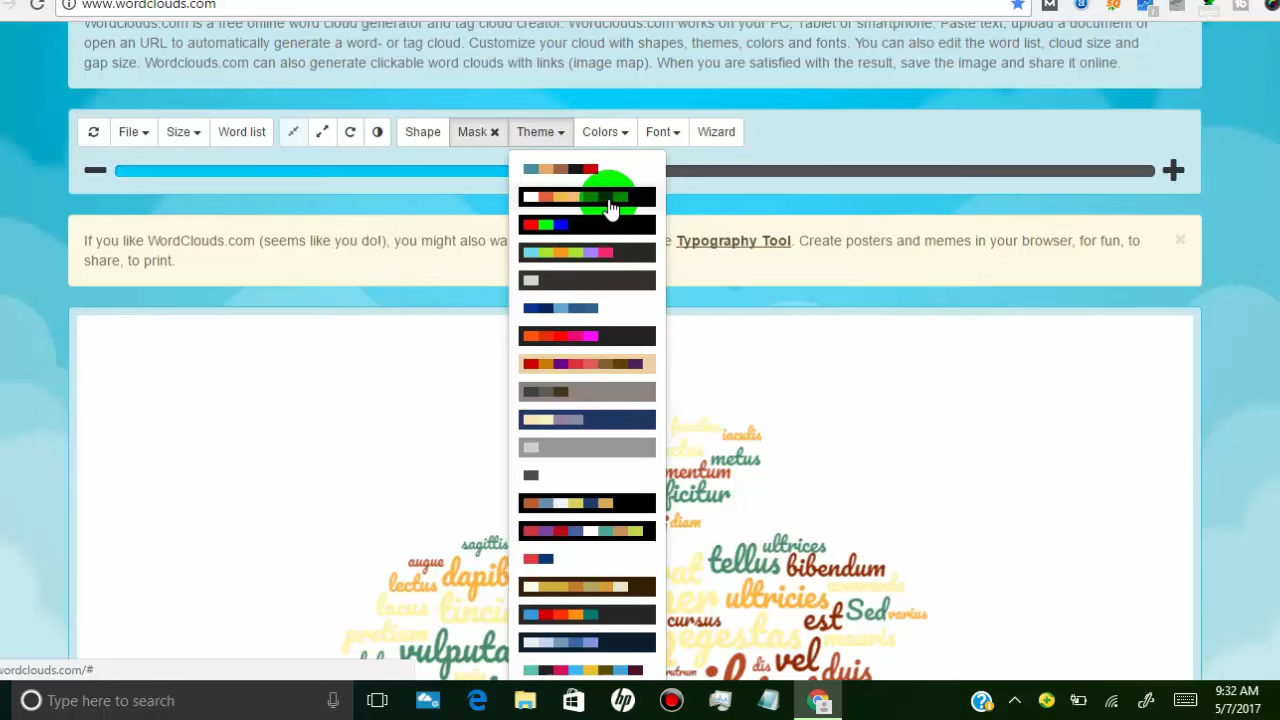 www.wordclouds.com
Wordclouds.com is a free online word cloud generator and tag cloud creator. Wordclouds.com works on your PC, Tablet or smartphone. Paste text, upload a document or
open an URL to automatically generate a word- or tag cloud. Customize your cloud with shapes, themes, colors and fonts. You can also edit the word list, cloud size and
gap size. Wordclouds.com can also generate clickable word clouds with links (image map). When you are satisfied with the result, save the image and share it online.
File Size Word list Shape Mask Theme Colors Font Wizard
If you like WordClouds.com (seems like you do!), you might also wa Typography Tool. Create posters and memes in your browser, for fun, to
share, to print.
iaculis
metus
mentum
ficitur
diam
sagittis
ultrices
augue
tellus bibendum
lectus dapib
ultricies
lacus
Sed varius
est
cursus
egestas mauris
vulputa
dis vel duis
wordclouds.com/#
Type here to search
9:32 AM
5/7/2017